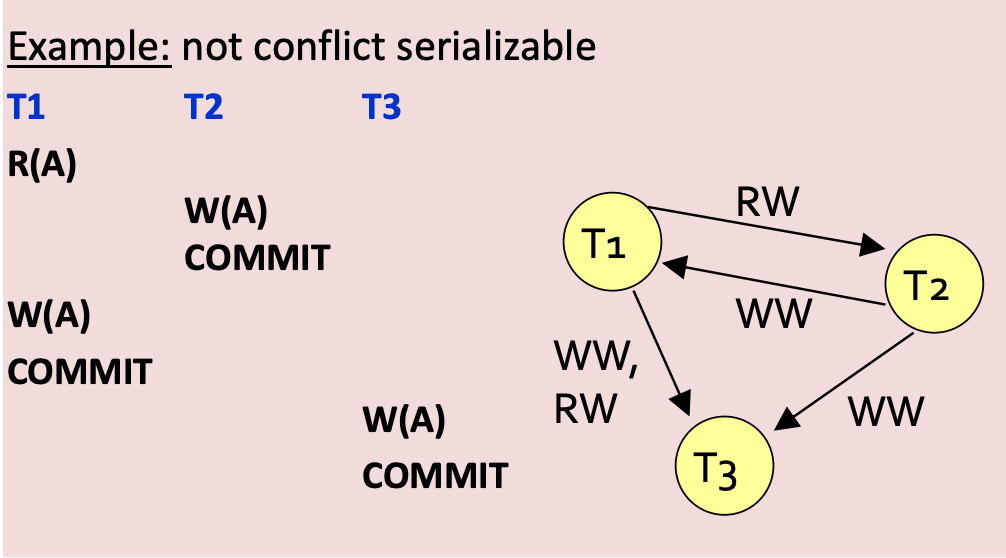 Example: not conflict serializable
T1 T2 T3
R(A)
W(A)
COMMIT
W(A)
COMMIT
W(A)
COMMIT
RW
T1
T2
WW
WW,
RW
WW
T3